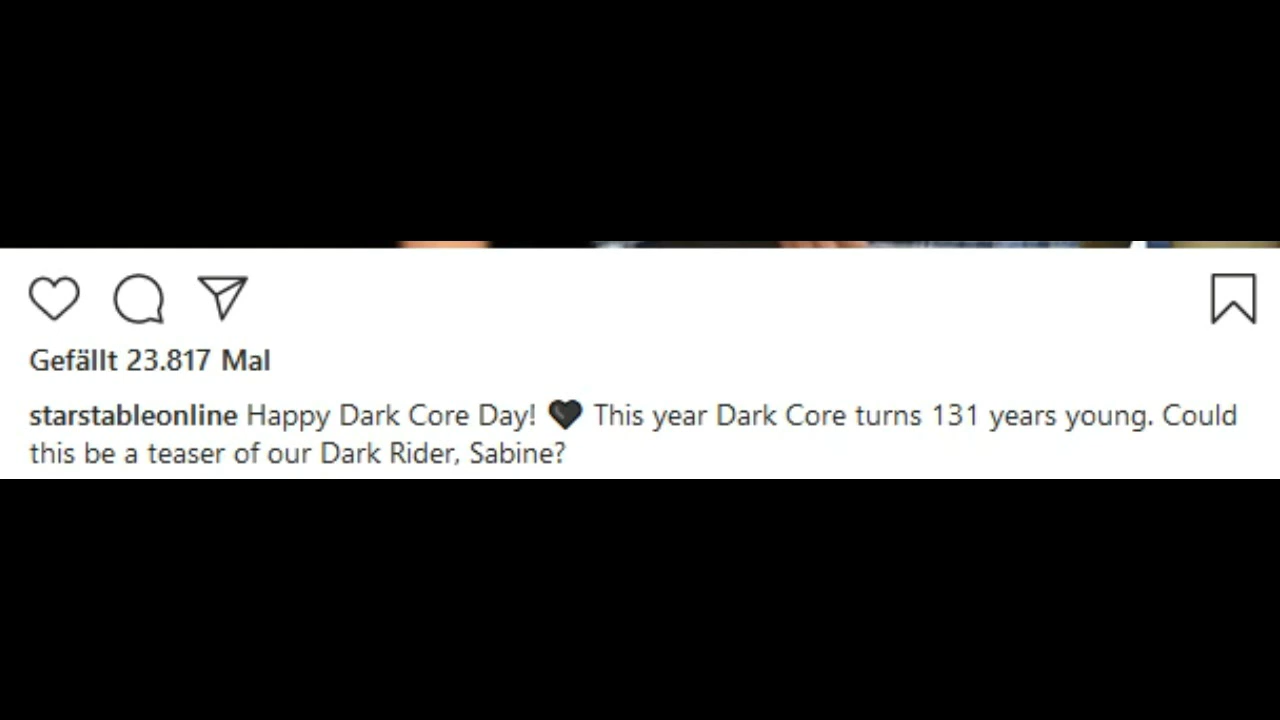 Gefällt 23.817 Mal
starstableonline Happy Dark Core Day! 🖤 This year Dark Core turns 131 years young. Could
this be a teaser of our Dark Rider, Sabine?